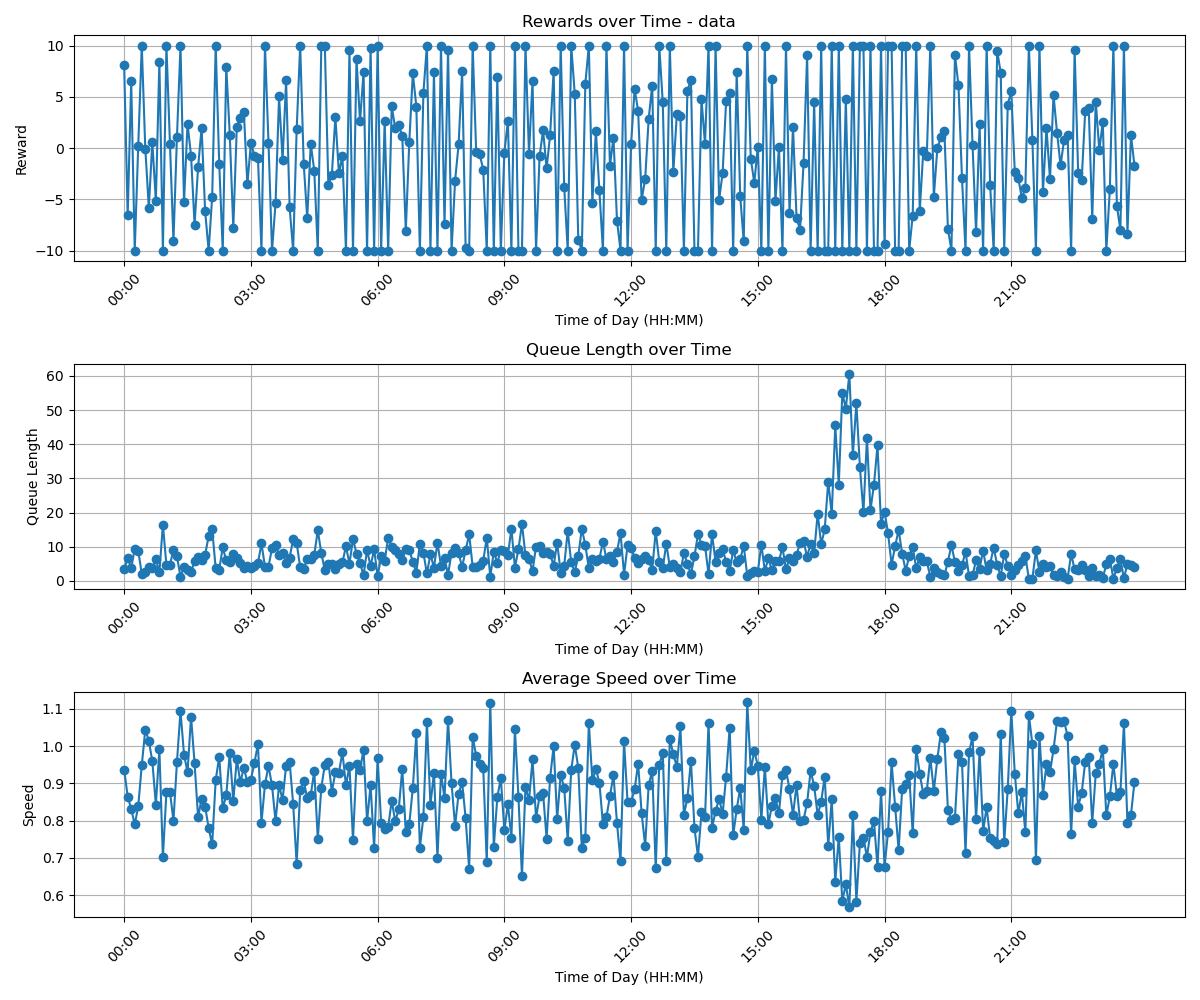 Rewards over Time - data
Reward
10
5
0
−5
−10
00:00 03:00 06:00 09:00 12:00 15:00 18:00 21:00
Time of Day (HH:MM)
Queue Length over Time
Queue Length
60
50
40
30
20
10
0
00:00 03:00 06:00 09:00 12:00 15:00 18:00 21:00
Time of Day (HH:MM)
Average Speed over Time
Speed
1.1
1.0
0.9
0.8
0.7
0.6
00:00 03:00 06:00 09:00 12:00 15:00 18:00 21:00
Time of Day (HH:MM)